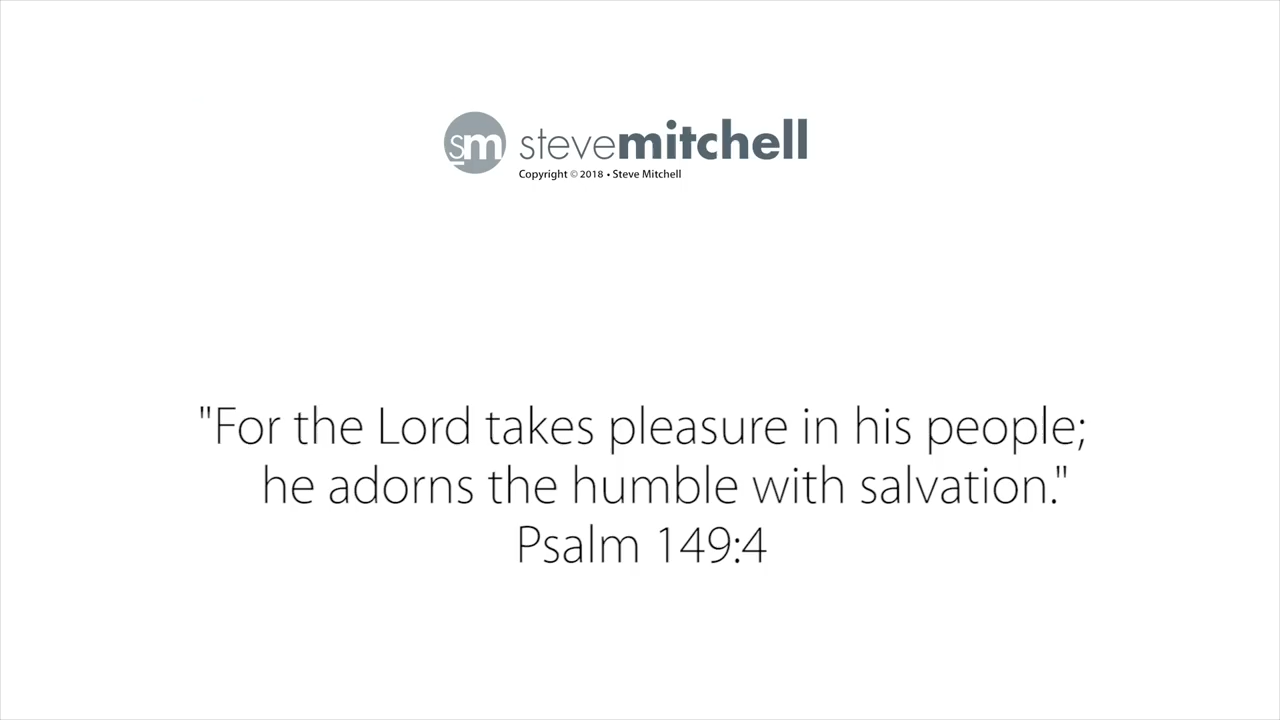 sm stevemitchell
Copyright © 2018 • Steve Mitchell
"For the Lord takes pleasure in his people;
he adorns the humble with salvation."
Psalm 149:4